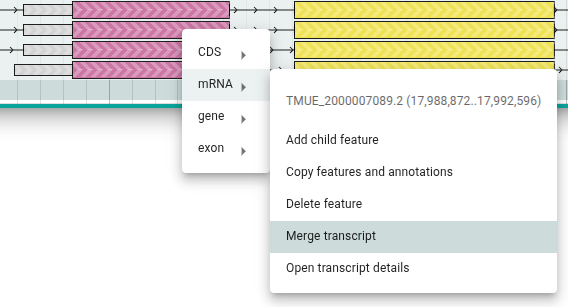 CDS
mRNA
gene
exon
TMUE_2000007089.2 (17,988,872..17,992,596)
Add child feature
Copy features and annotations
Delete feature
Merge transcript
Open transcript details